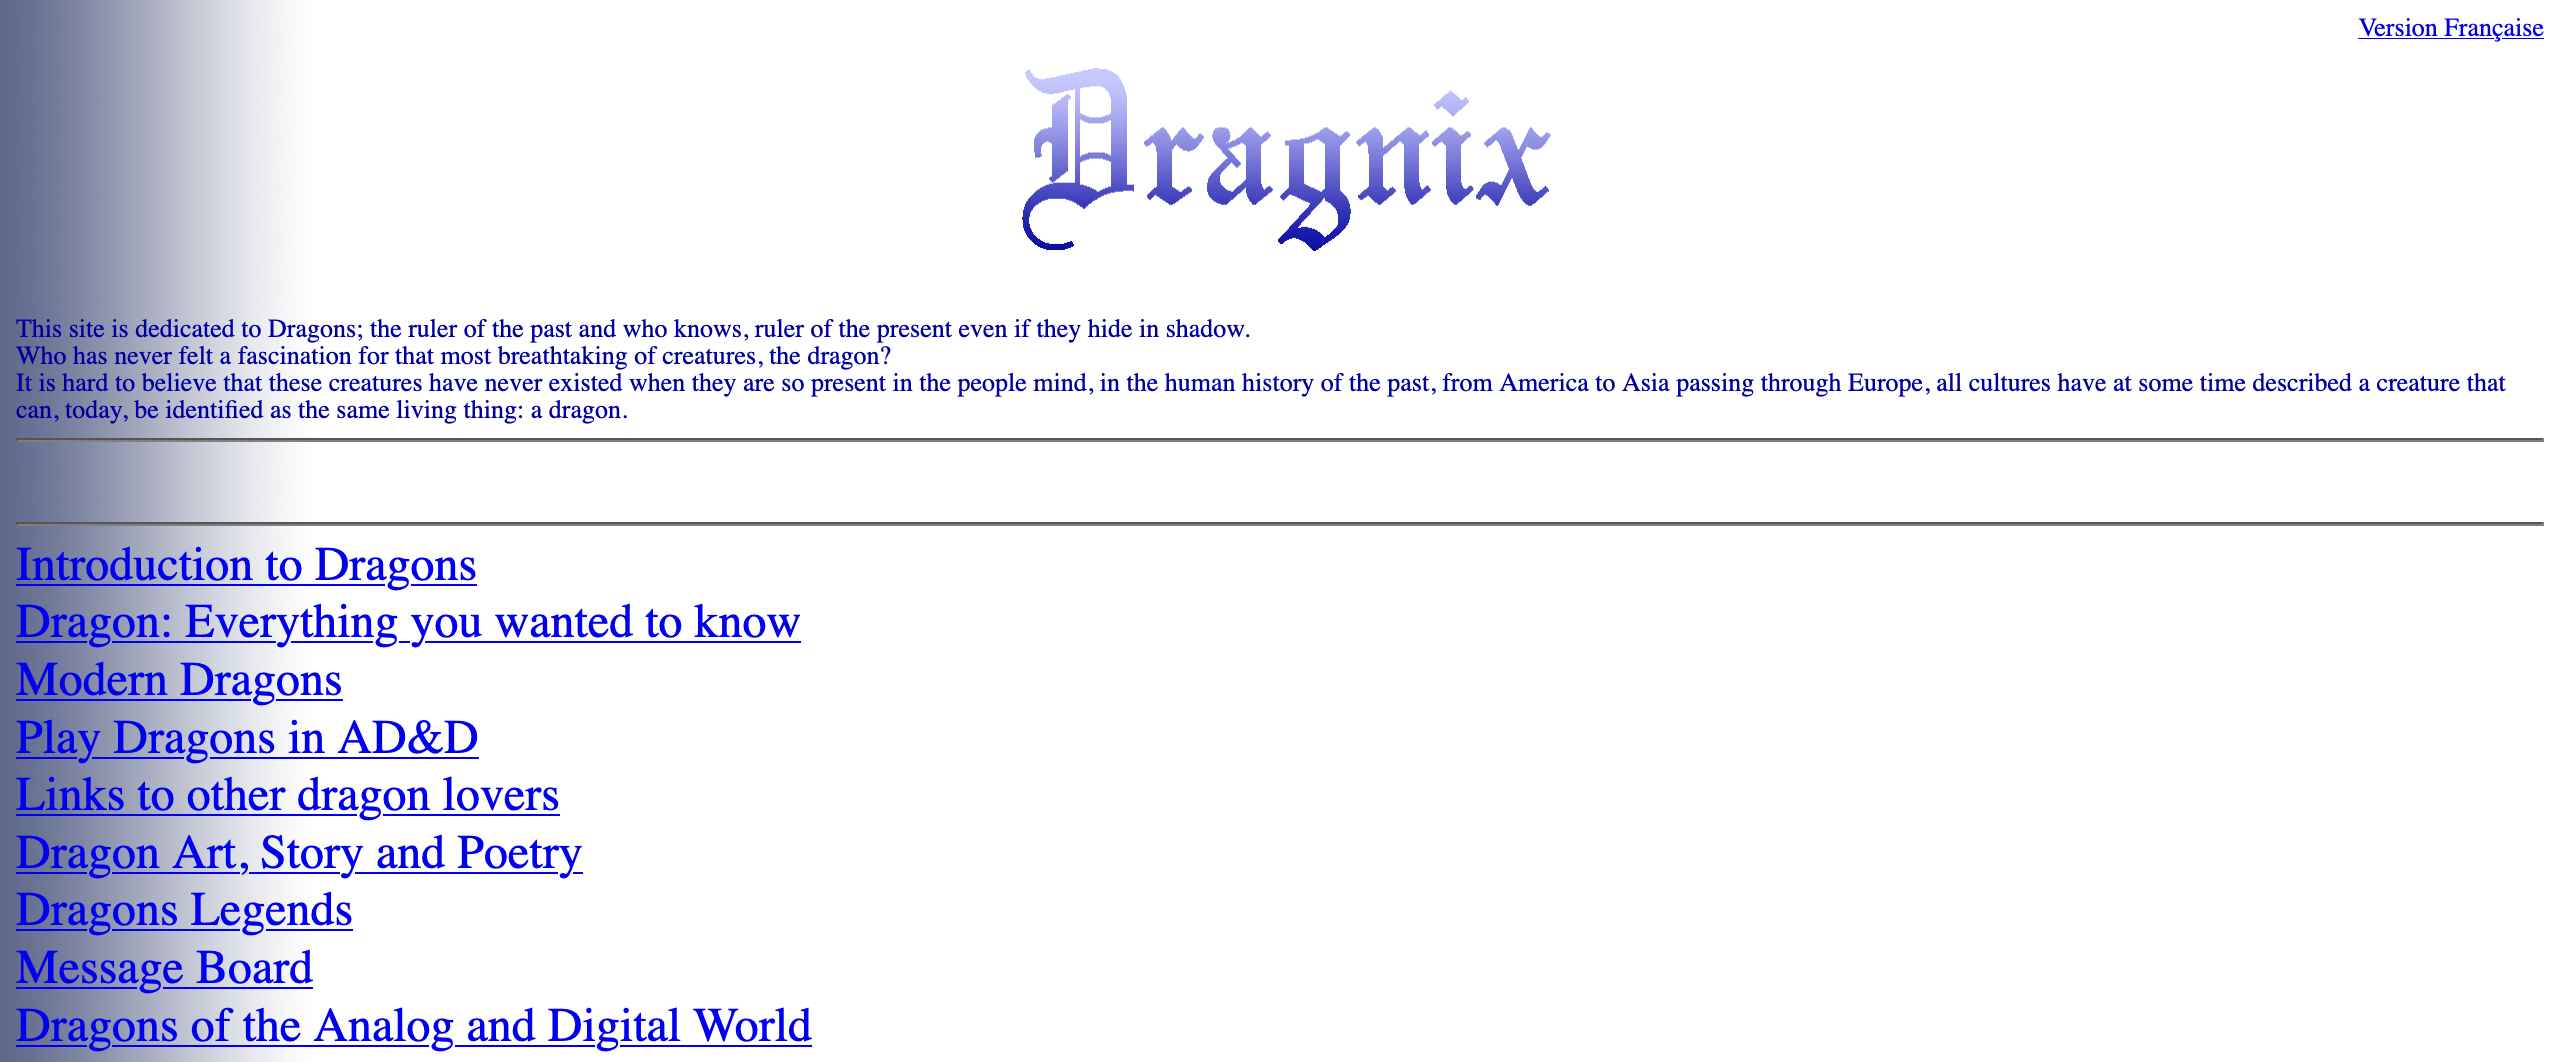 Version Française
Dragnix
This site is dedicated to Dragons; the ruler of the past and who knows, ruler of the present even if they hide in shadow.
Who has never felt a fascination for that most breathtaking of creatures, the dragon?
It is hard to believe that these creatures have never existed when they are so present in the people mind, in the human history of the past, from America to Asia passing through Europe, all cultures have at some time described a creature that
can, today, be identified as the same living thing: a dragon.
Introduction to Dragons
Dragon: Everything you wanted to know
Modern Dragons
Play Dragons in AD&D
Links to other dragon lovers
Dragon Art, Story and Poetry
Dragons Legends
Message Board
Dragons of the Analog and Digital World